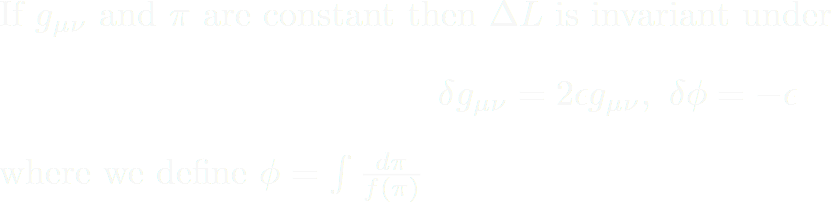 If $g_{\mu\nu}$ and $\pi$ are constant then $\Delta L$ is invariant under
$\delta g_{\mu\nu} = 2\epsilon g_{\mu\nu}, \ \delta\phi = -\epsilon$
where we define $\phi = \int \frac{d\pi}{f(\pi)}$